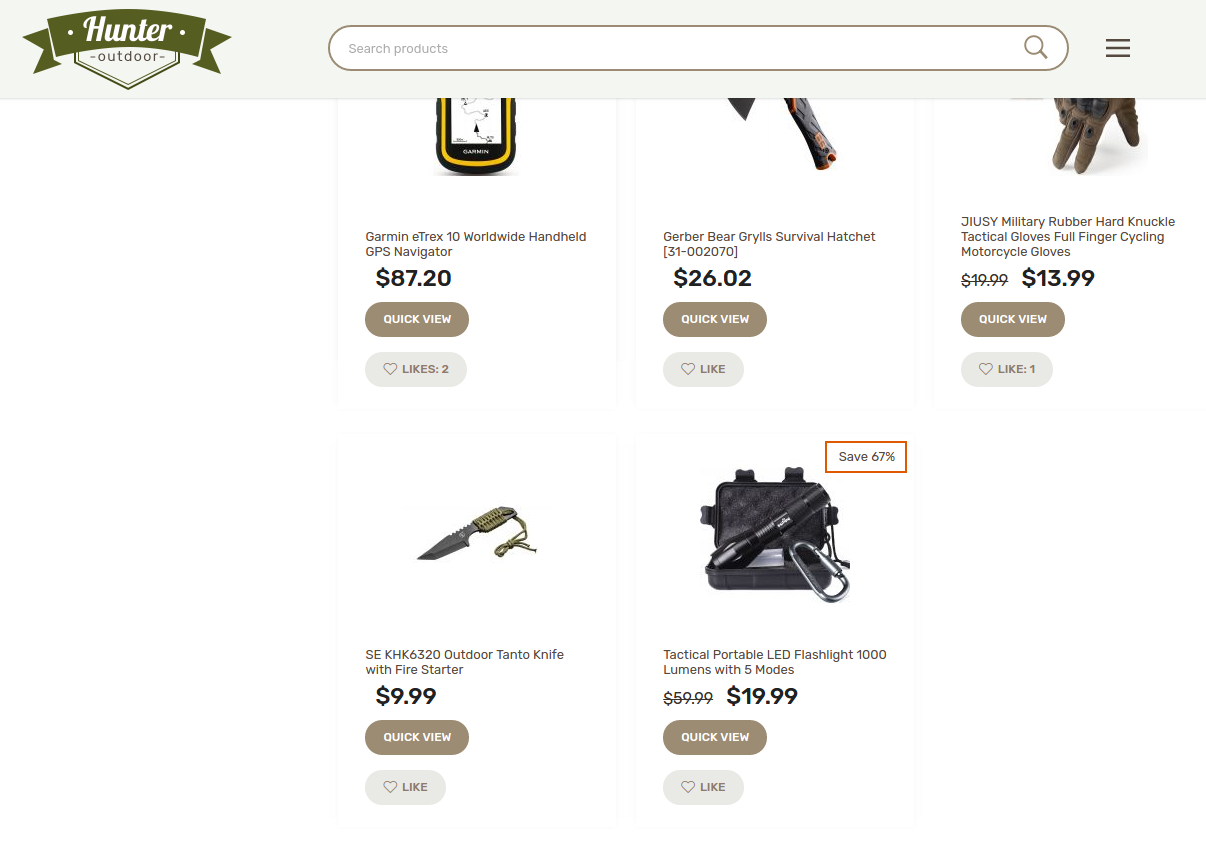 Hunter
-outdoor-
Search products
GARMIN
Garmin eTrex 10 Worldwide Handheld
GPS Navigator
$87.20
QUICK VIEW
LIKES: 2
Gerber Bear Grylls Survival Hatchet
[31-002070]
$26.02
QUICK VIEW
LIKE
JIUSY Military Rubber Hard Knuckle
Tactical Gloves Full Finger Cycling
Motorcycle Gloves
$19.99 $13.99
QUICK VIEW
LIKE: 1
SE KHK6320 Outdoor Tanto Knife
with Fire Starter
$9.99
QUICK VIEW
LIKE
Save 67%
Tactical Portable LED Flashlight 1000
Lumens with 5 Modes
$59.99 $19.99
QUICK VIEW
LIKE